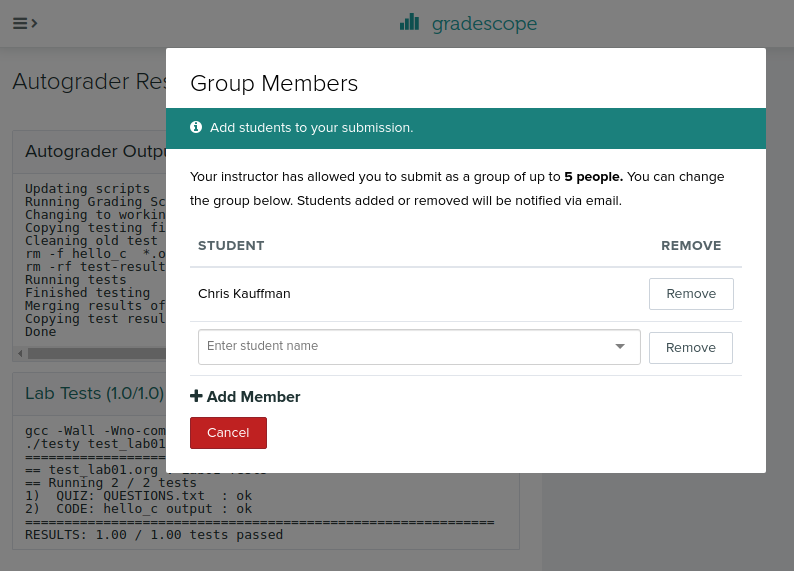 gradescope
Autograder Res
Group Members
Add students to your submission.
Autograder Outpu
Your instructor has allowed you to submit as a group of up to 5 people. You can change
the group below. Students added or removed will be notified via email.
STUDENT REMOVE
Chris Kauffman Remove
Enter student name Remove
Add Member
Cancel
Updating scripts
Running Grading Sc
Changing to workin
Copying testing fi
Cleaning old test
rm -f hello_c *.o
rm -rf test-result
Running tests
Finished testing
Merging results of
Copying test resul
Done
Lab Tests (1.0/1.0)
gcc -Wall -Wno-com
./testy test_lab01
==================
== test_lab01.org
== Running 2 / 2 tests
1) QUIZ: QUESTIONS.txt : ok
2) CODE: hello_c output : ok
============================================================
RESULTS: 1.00 / 1.00 tests passed